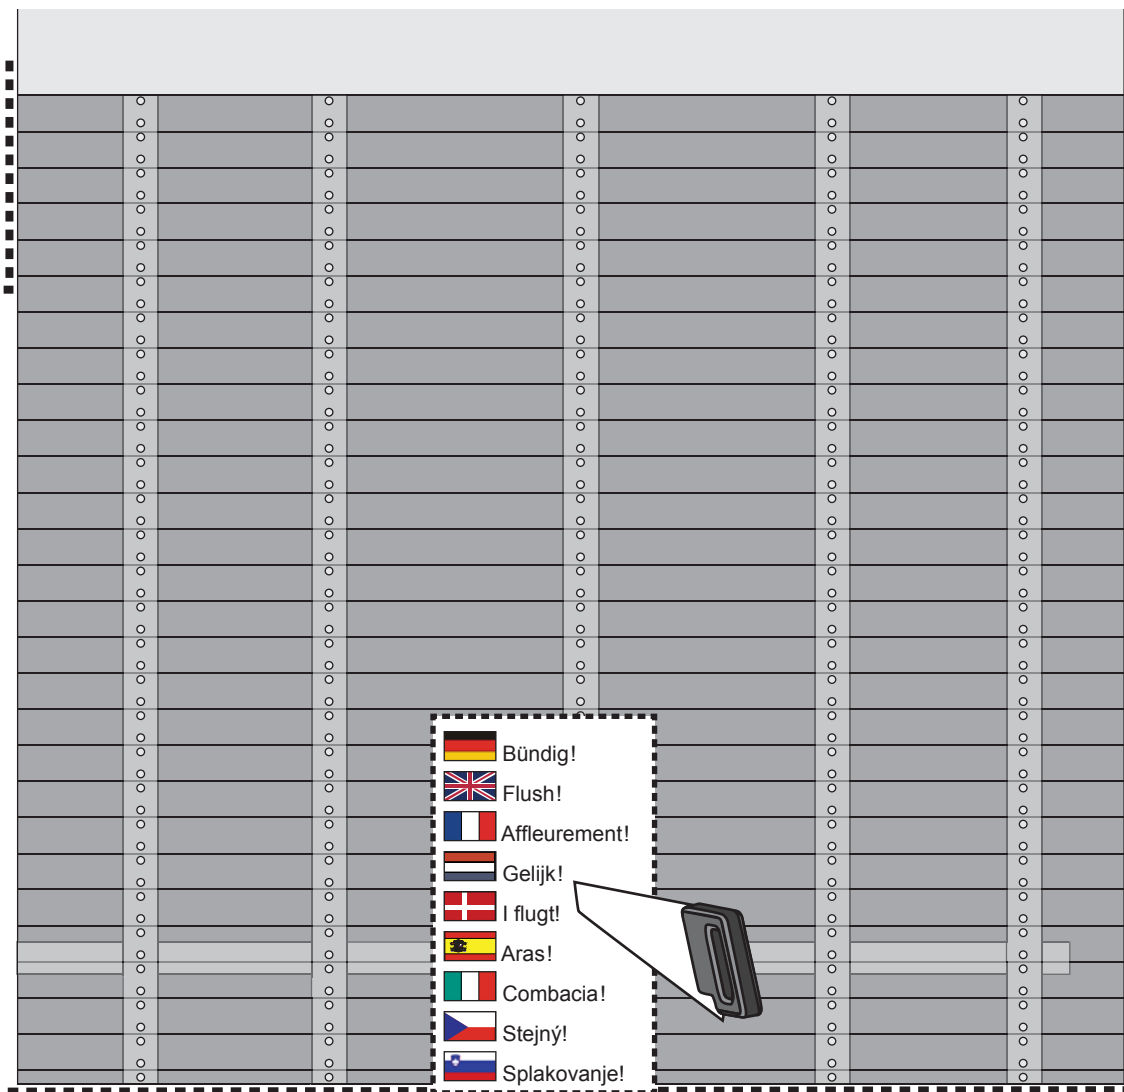 Bündig!
Flush!
Affleurement!
Gelijk!
I flugt!
Aras!
Combacia!
Stejný!
Splakovanje!